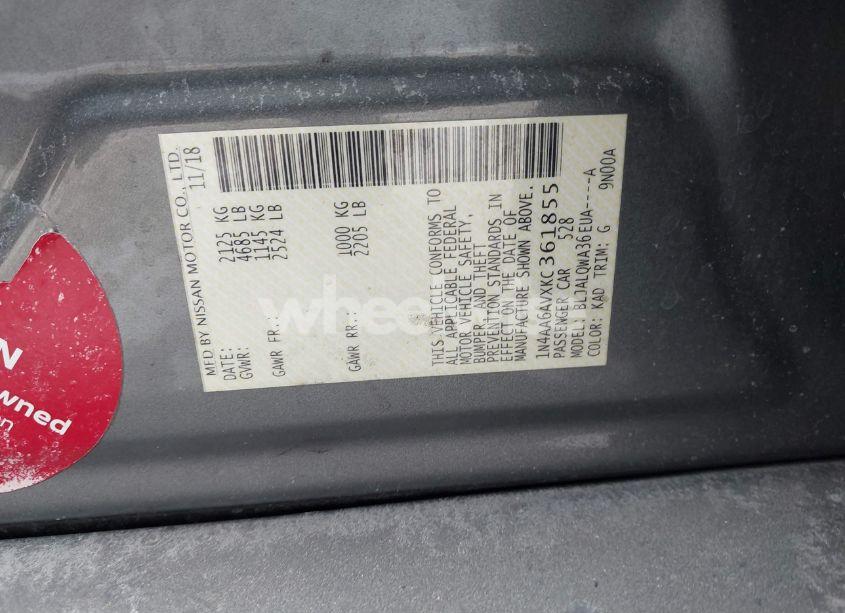 MFD BY NISSAN MOTOR CO., LTD.
DATE: 11/18
GVWR: 2125 KG
4685 LB
GAWR FR.: 1145 KG
2524 LB
GAWR RR.: 1000 KG
2205 LB
THIS VEHICLE CONFORMS TO
ALL APPLICABLE FEDERAL
MOTOR VEHICLE SAFETY,
BUMPER, AND THEFT
PREVENTION STANDARDS IN
EFFECT ON THE DATE OF
MANUFACTURE SHOWN ABOVE.
1N4AA6AVXKC361855
PASSENGER CAR 528
MODEL: BLJALQWA36EUA----A
COLOR: KAD TRIM: G 9N00A
N
wned
on